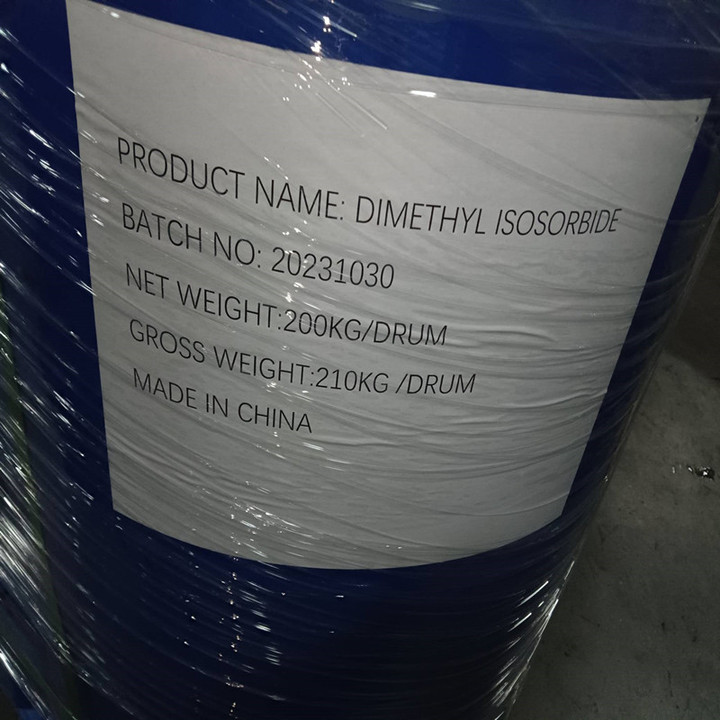 PRODUCT NAME: DIMETHYL ISOSORBIDE
BATCH NO: 20231030
NET WEIGHT:200KG/DRUM
GROSS WEIGHT:210KG /DRUM
MADE IN CHINA